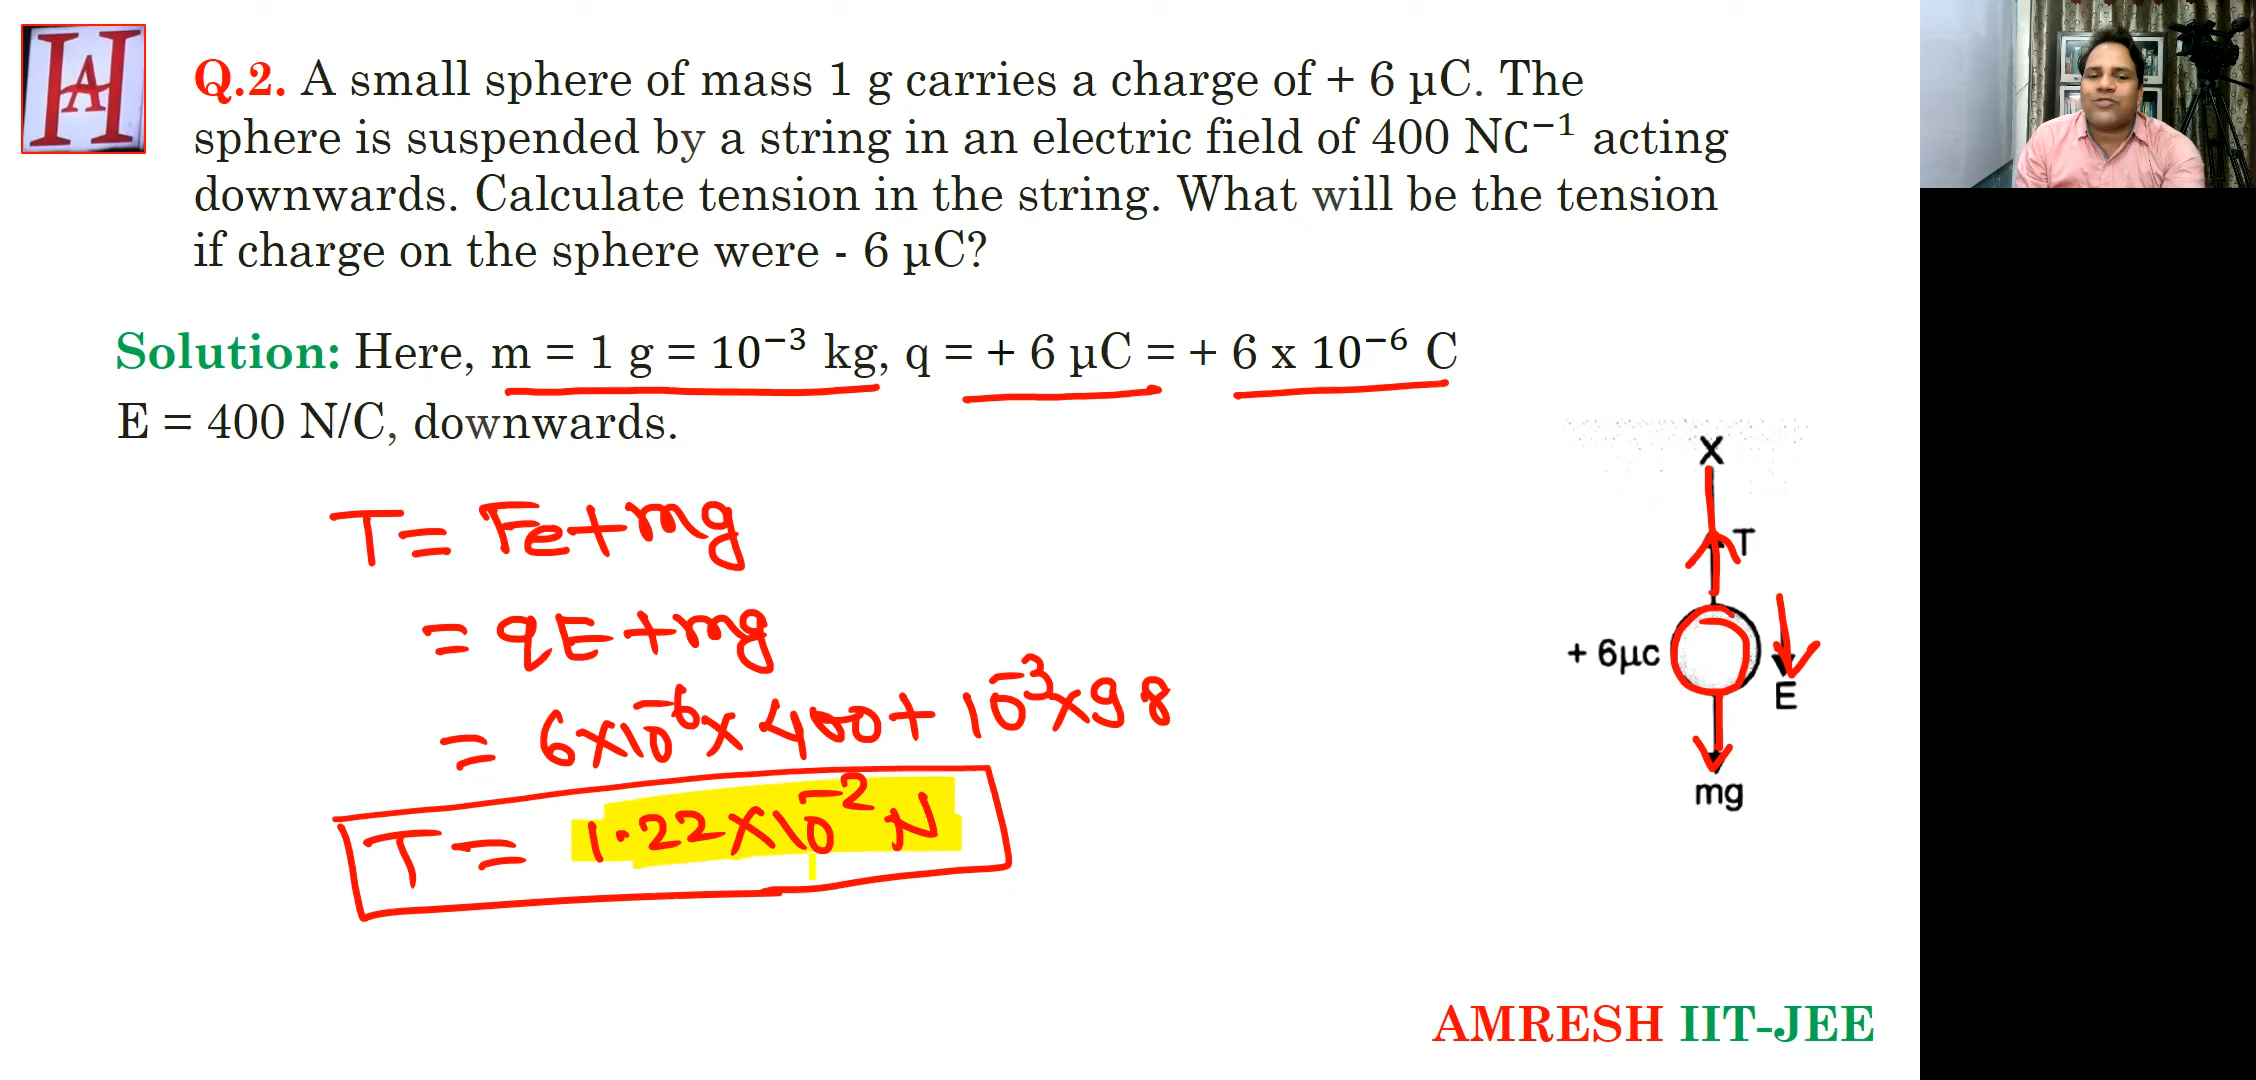 HA
Q.2. A small sphere of mass 1 g carries a charge of + 6 µC. The
sphere is suspended by a string in an electric field of 400 NC⁻¹ acting
downwards. Calculate tension in the string. What will be the tension
if charge on the sphere were - 6 µC?
Solution: Here, m = 1 g = 10⁻³ kg, q = + 6 µC = + 6 x 10⁻⁶ C
E = 400 N/C, downwards.
T = Fe + mg
= qE + mg
= 6×10⁻⁶ × 400 + 10⁻³ × 9 8
T = 1.22×10⁻² N
X
T
+ 6µc
E
mg
AMRESH IIT-JEE